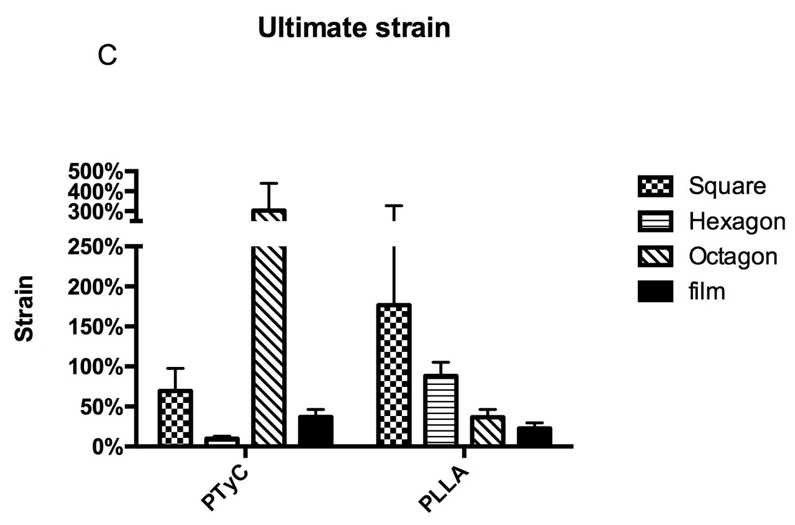 Ultimate strain
C
500%
400%
300%
250%
200%
150%
100%
50%
0%
Strain
PTyC
PLLA
Square
Hexagon
Octagon
film